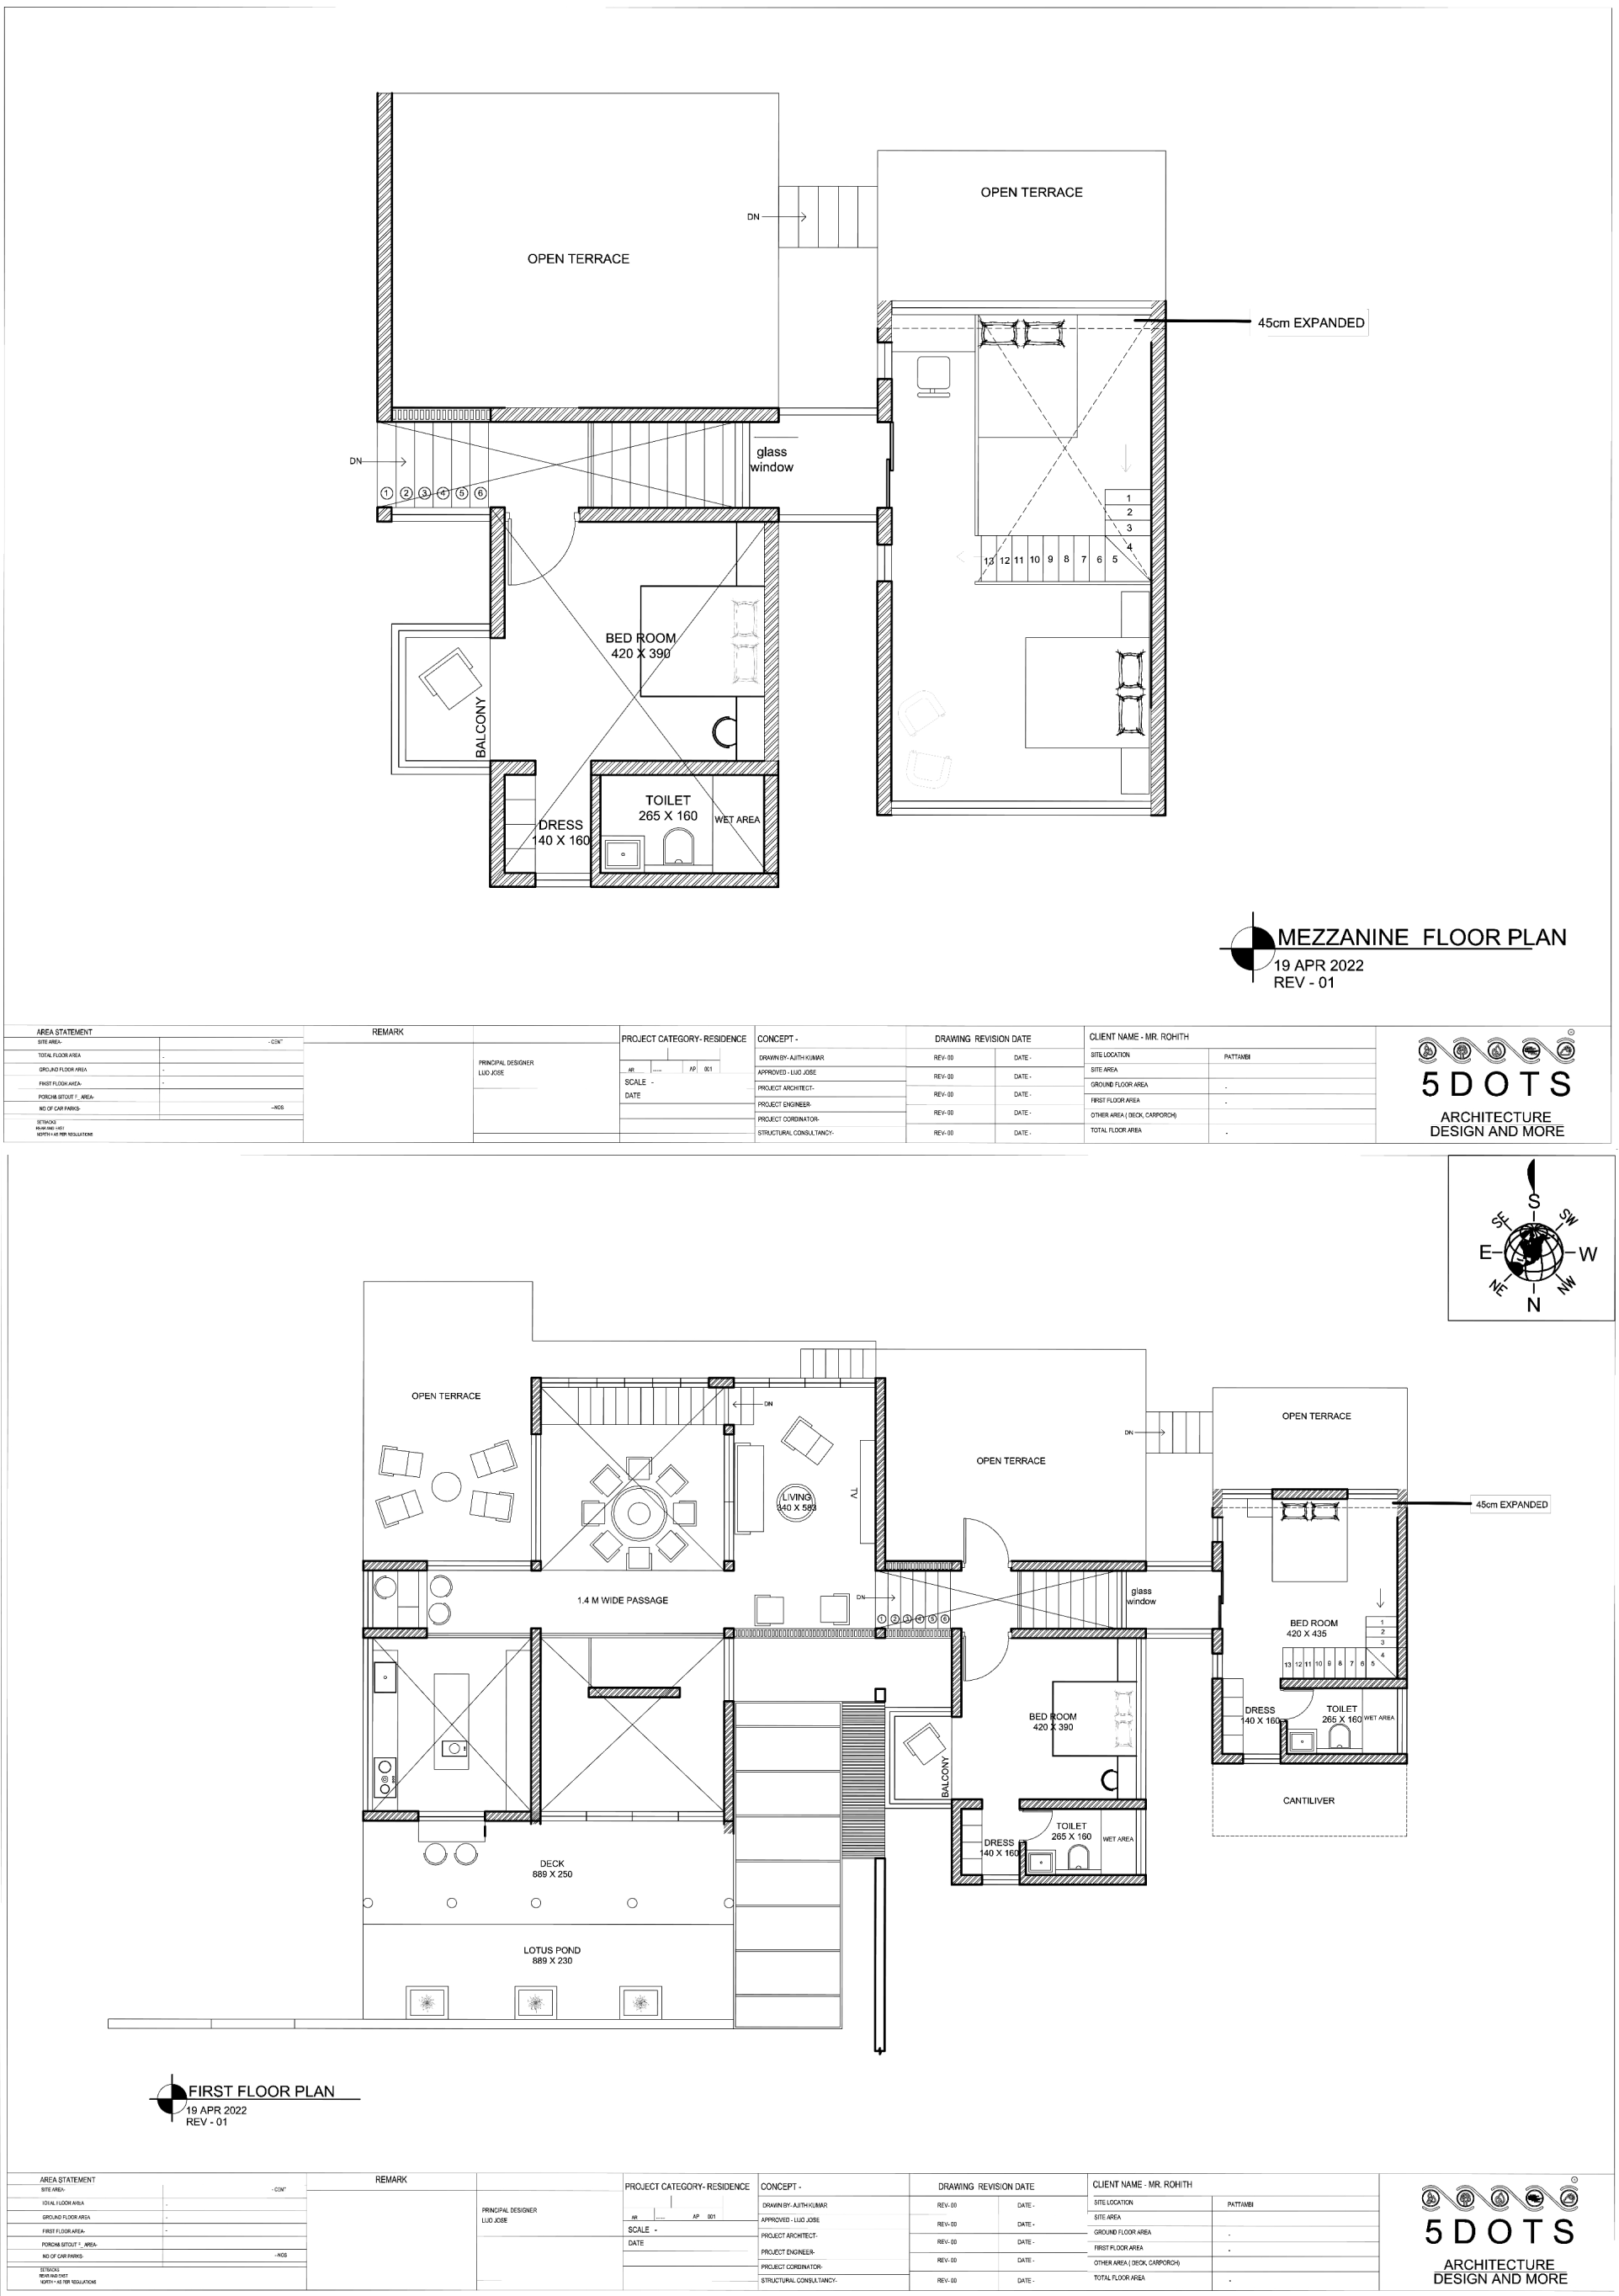 OPEN TERRACE
DN
OPEN TERRACE
45cm EXPANDED
DN
1 2 3 4 5 6
glass
window
1
2
3
4
13 12 11 10 9 8 7 6 5
BED ROOM
420 X 390
BALCONY
TOILET
265 X 160
WET AREA
DRESS
140 X 160
MEZZANINE FLOOR PLAN
19 APR 2022
REV - 01
AREA STATEMENT
SITE AREA-
- CENT
TOTAL FLOOR AREA
-
GROUND FLOOR AREA
-
FIRST FLOOR AREA-
-
NO OF CAR PARKS-
-NOS
SETBACKS
NORTH - AS PER REGULATIONS
REMARK
PRINCIPAL DESIGNER
LIJO JOSE
PROJECT CATEGORY- RESIDENCE
AR
AP 001
SCALE -
DATE
CONCEPT -
DRAWN BY- AJITH KUMAR
APPROVED - LIJO JOSE
PROJECT ARCHITECT-
PROJECT ENGINEER-
PROJECT CORDINATOR-
STRUCTURAL CONSULTANCY-
DRAWING REVISION DATE
REV- 00 DATE -
REV- 00 DATE -
REV- 00 DATE -
REV- 00 DATE -
REV- 00 DATE -
CLIENT NAME - MR. ROHITH
SITE LOCATION PATTAMBI
SITE AREA
GROUND FLOOR AREA -
FIRST FLOOR AREA -
OTHER AREA ( DECK, CARPORCH)
TOTAL FLOOR AREA -
5 D O T S
ARCHITECTURE
DESIGN AND MORE
S
SE SW
E W
NE NW
N
OPEN TERRACE
DN
LIVING
340 X 583
TV
OPEN TERRACE
DN
OPEN TERRACE
45cm EXPANDED
1.4 M WIDE PASSAGE
DN
1 2 3 4 5 6
glass
window
BED ROOM
420 X 435
1
2
3
4
13 12 11 10 9 8 7 6 5
DRESS
140 X 160
TOILET
265 X 160
WET AREA
CANTILIVER
BED ROOM
420 X 390
BALCONY
TOILET
265 X 160
WET AREA
DRESS
140 X 160
DECK
889 X 250
LOTUS POND
889 X 230
FIRST FLOOR PLAN
19 APR 2022
REV - 01
AREA STATEMENT
SITE AREA-
- CENT
TOTAL FLOOR AREA
-
GROUND FLOOR AREA
-
FIRST FLOOR AREA-
-
NO OF CAR PARKS-
-NOS
SETBACKS
NORTH - AS PER REGULATIONS
REMARK
PRINCIPAL DESIGNER
LIJO JOSE
PROJECT CATEGORY- RESIDENCE
AR
AP 001
SCALE -
DATE
CONCEPT -
DRAWN BY- AJITH KUMAR
APPROVED - LIJO JOSE
PROJECT ARCHITECT-
PROJECT ENGINEER-
PROJECT CORDINATOR-
STRUCTURAL CONSULTANCY-
DRAWING REVISION DATE
REV- 00 DATE -
REV- 00 DATE -
REV- 00 DATE -
REV- 00 DATE -
REV- 00 DATE -
CLIENT NAME - MR. ROHITH
SITE LOCATION PATTAMBI
SITE AREA
GROUND FLOOR AREA -
FIRST FLOOR AREA -
OTHER AREA ( DECK, CARPORCH)
TOTAL FLOOR AREA -
5 D O T S
ARCHITECTURE
DESIGN AND MORE